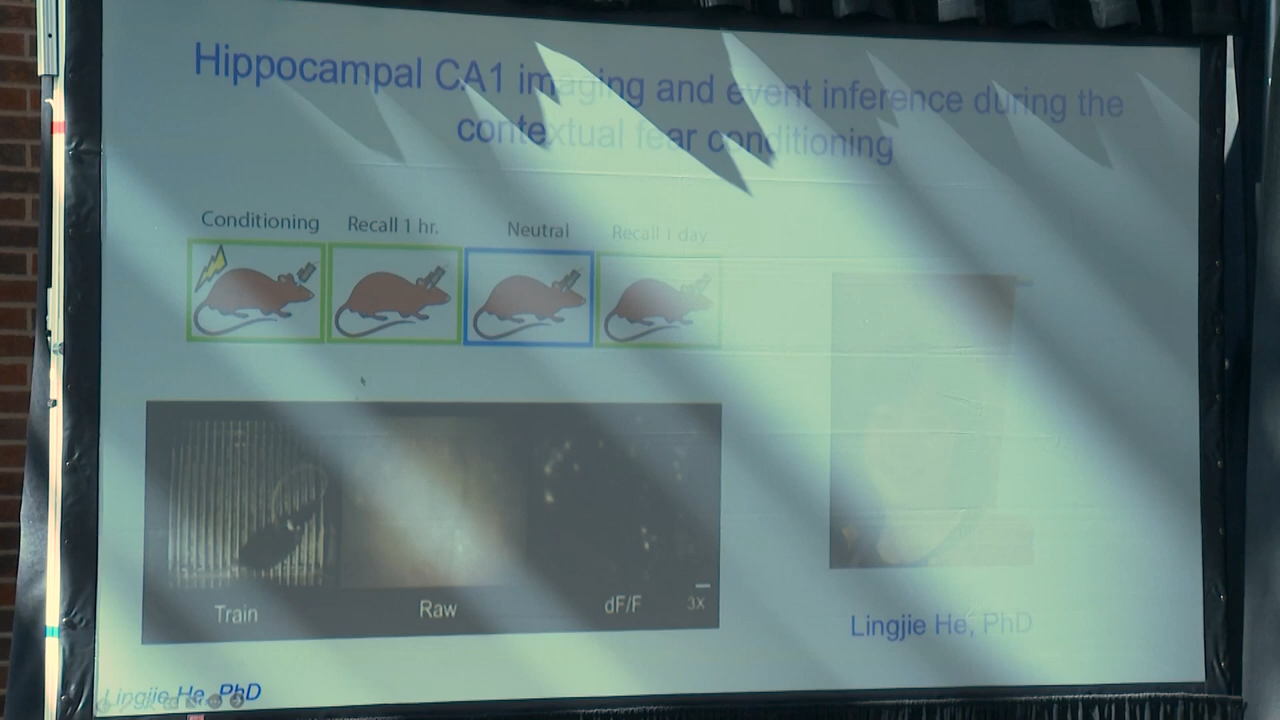 Hippocampal CA1 imaging and event inference during the
contextual fear conditioning
Conditioning Recall 1 hr. Neutral Recall 1 day
Train Raw dF/F 3X
Lingjie He, PhD
Lingjie He, PhD